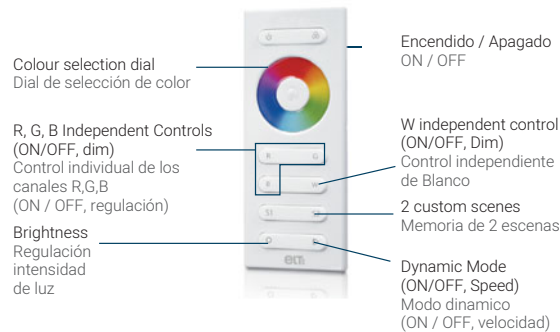 Colour selection dial
Dial de selección de color
R, G, B Independent Controls
(ON/OFF, dim)
Control individual de los
canales R,G,B
(ON / OFF, regulación)
Brightness
Regulación
intensidad
de luz
R G
B W
S1
ELT
Encendido / Apagado
ON / OFF
W independent control
(ON/OFF, Dim)
Control independiente
de Blanco
2 custom scenes
Memoria de 2 escenas
Dynamic Mode
(ON/OFF, Speed)
Modo dinamico
(ON / OFF, velocidad)